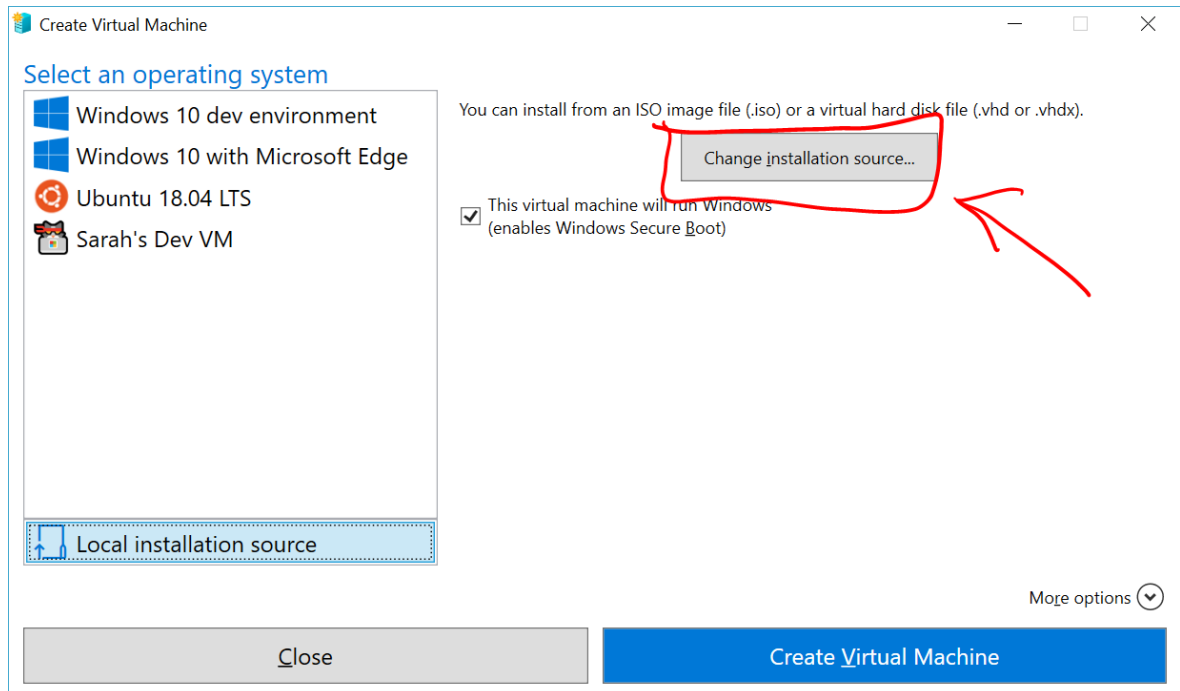 Create Virtual Machine
Select an operating system
Windows 10 dev environment
Windows 10 with Microsoft Edge
Ubuntu 18.04 LTS
Sarah's Dev VM
Local installation source
You can install from an ISO image file (.iso) or a virtual hard disk file (.vhd or .vhdx).
Change installation source...
This virtual machine will run Windows
(enables Windows Secure Boot)
More options
Close
Create Virtual Machine